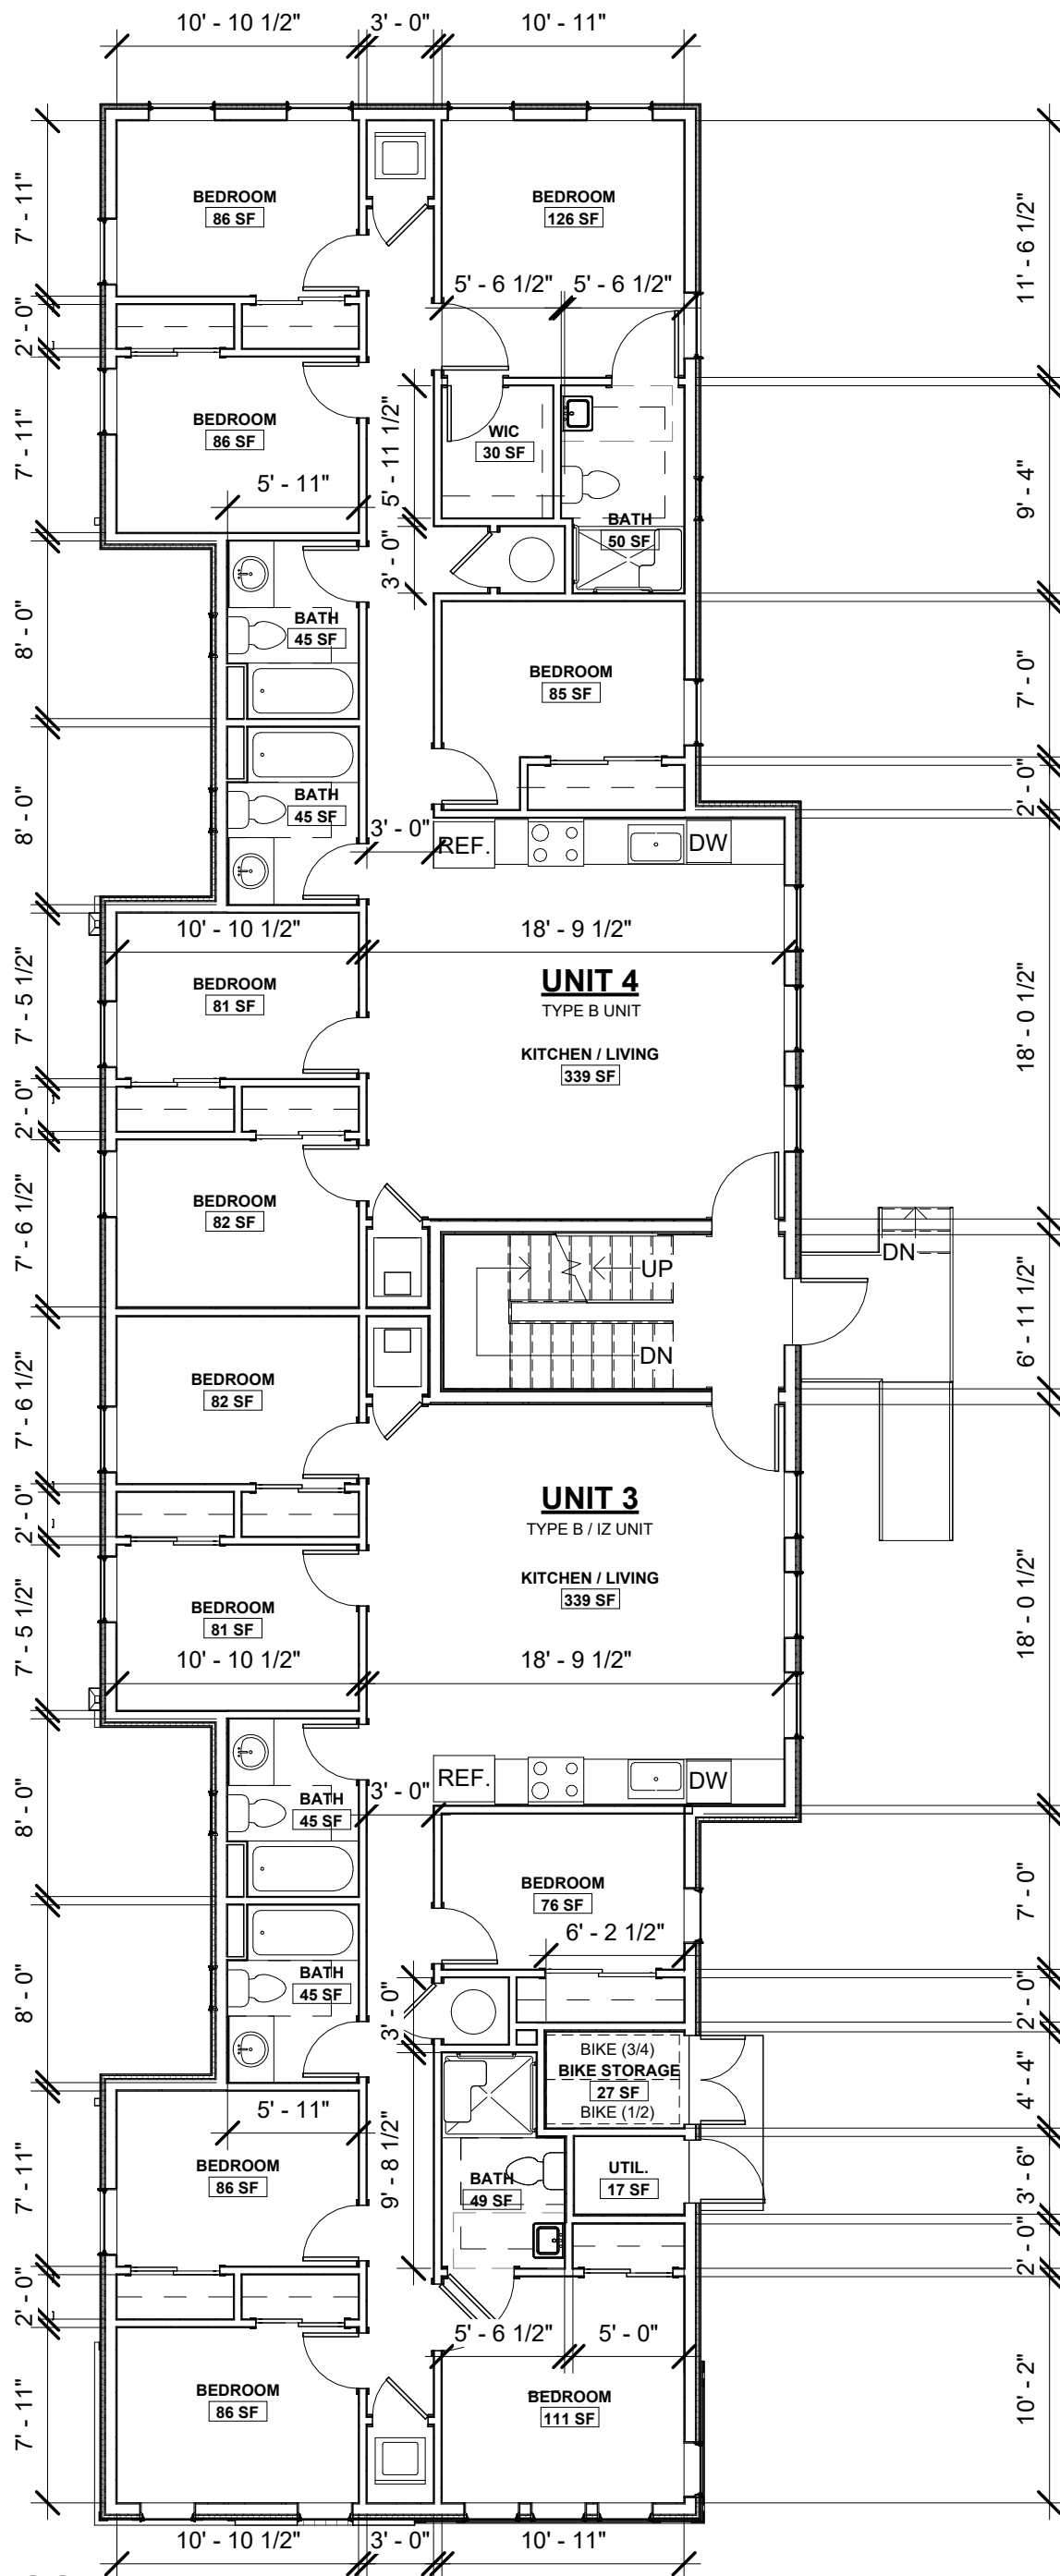 10' - 10 1/2" 3' - 0" 10' - 11"
7' - 11"
2' - 0"
7' - 11"
8' - 0"
8' - 0"
7' - 5 1/2"
2' - 0"
7' - 6 1/2"
7' - 6 1/2"
2' - 0"
7' - 5 1/2"
8' - 0"
8' - 0"
7' - 11"
2' - 0"
7' - 11"
BEDROOM
86 SF
BEDROOM
126 SF
5' - 6 1/2" 5' - 6 1/2"
BEDROOM
86 SF
5' - 11"
5' - 11 1/2"
WIC
30 SF
BATH
50 SF
3' - 0"
BATH
45 SF
BEDROOM
85 SF
BATH
45 SF
3' - 0"
REF.
DW
10' - 10 1/2" 18' - 9 1/2"
BEDROOM
81 SF
UNIT 4
TYPE B UNIT
KITCHEN / LIVING
339 SF
BEDROOM
82 SF
UP
DN
DN
BEDROOM
82 SF
UNIT 3
TYPE B / IZ UNIT
KITCHEN / LIVING
339 SF
BEDROOM
81 SF
10' - 10 1/2" 18' - 9 1/2"
REF.
DW
3' - 0"
BATH
45 SF
BEDROOM
76 SF
6' - 2 1/2"
BATH
45 SF
3' - 0"
BIKE (3/4)
BIKE STORAGE
27 SF
BIKE (1/2)
5' - 11"
9' - 8 1/2"
BEDROOM
86 SF
BATH
49 SF
UTIL.
17 SF
5' - 6 1/2" 5' - 0"
BEDROOM
86 SF
BEDROOM
111 SF
11' - 6 1/2"
9' - 4"
7' - 0"
2' - 0"
18' - 0 1/2"
6' - 11 1/2"
18' - 0 1/2"
7' - 0"
2' - 0"
4' - 4"
3' - 6"
2' - 0"
10' - 2"
10' - 10 1/2" 3' - 0" 10' - 11"